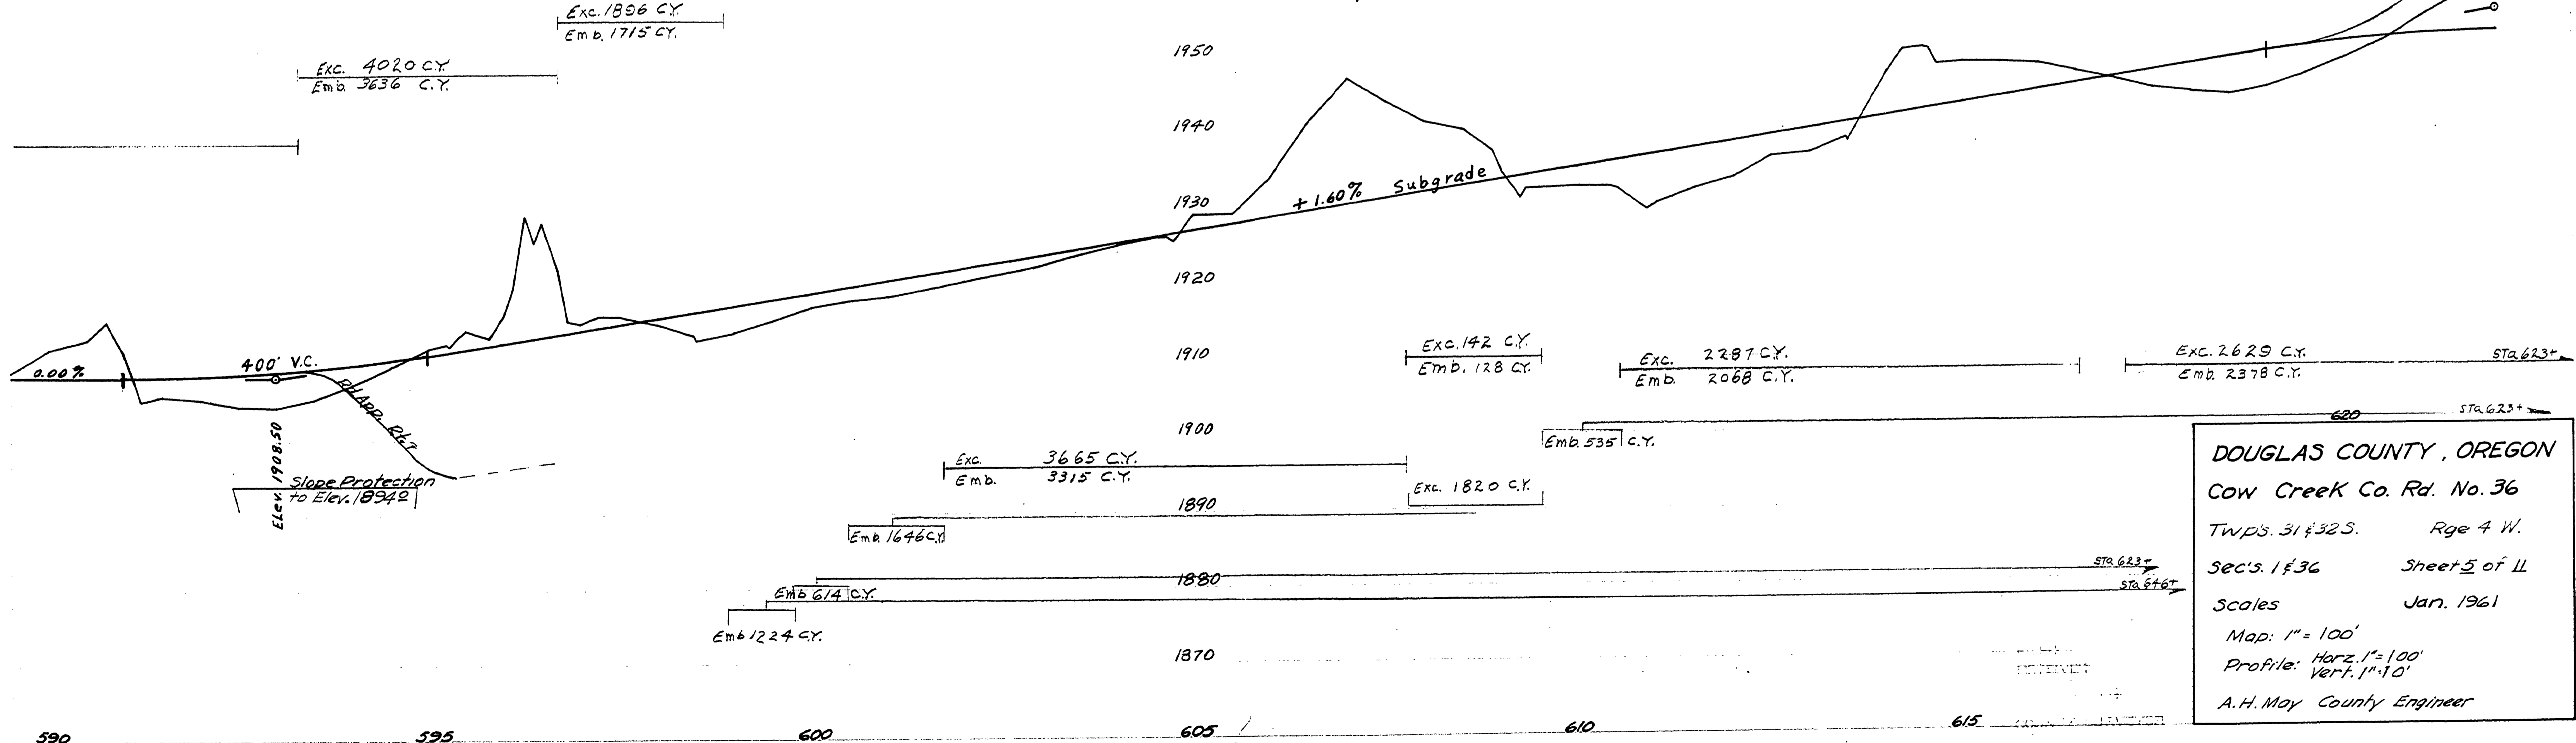 Exc. 1896 C.Y.
Emb. 1715 C.Y.
Exc. 4020 C.Y.
Emb. 3636 C.Y.
1950
1940
1930
+ 1.60% Subgrade
1920
1910
0.00%
400' V.C.
Rd. App. Rt.
Elev. 1908.50
Slope Protection
to Elev. 1894º
Exc. 142 C.Y.
Emb. 128 C.Y.
Exc. 2287 C.Y.
Emb. 2068 C.Y.
Exc. 2629 C.Y.
Emb. 2378 C.Y.
Sta 623+
620
Sta 623+
1900
Emb. 535 C.Y.
Exc. 3665 C.Y.
Emb. 3315 C.Y.
Exc. 1820 C.Y.
1890
Emb. 1646 C.Y.
Sta 623+
1880
Sta 646+
Emb 614 C.Y.
Emb 1224 C.Y.
1870
RECEIVED
590 595 600 605 610 615
DOUGLAS COUNTY, OREGON
Cow Creek Co. Rd. No. 36
Twp's. 31 & 32 S. Rge 4 W.
Sec's. 1 & 36 Sheet 5 of 11
Scales Jan. 1961
Map: 1" = 100'
Profile: Horz. 1" = 100'
Vert. 1" = 10'
A.H. May County Engineer